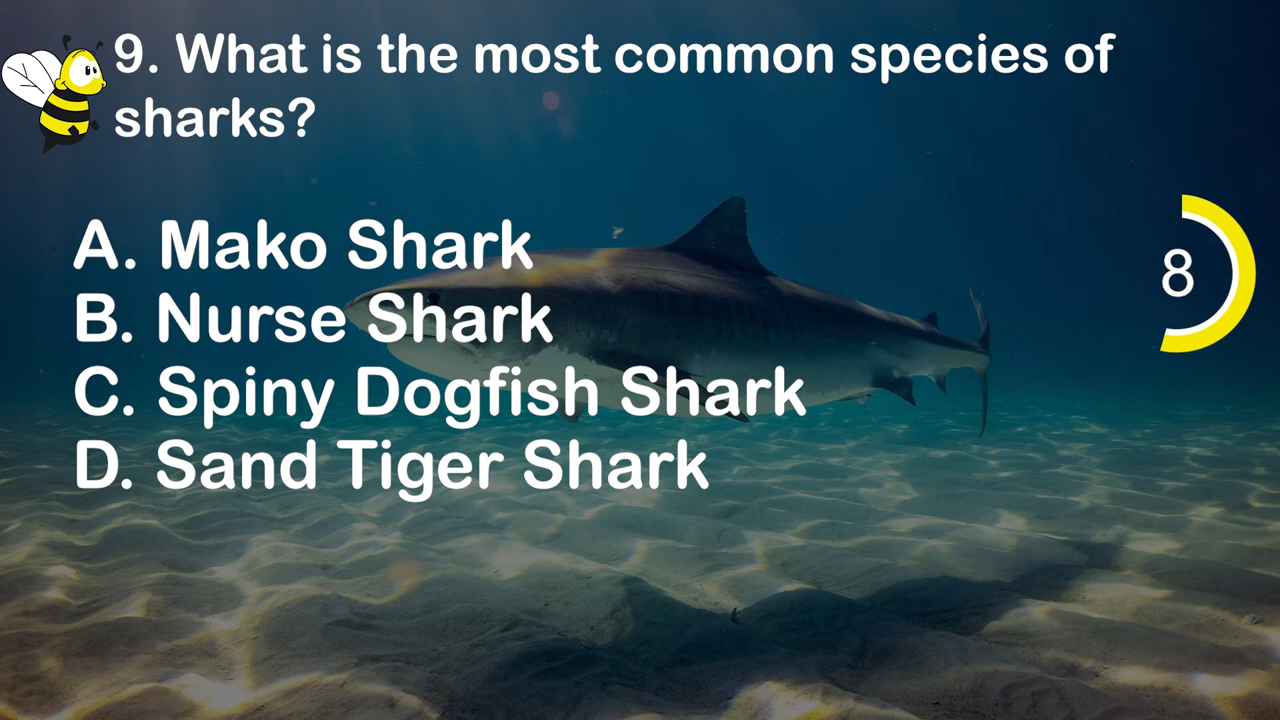 9. What is the most common species of
sharks?
A. Mako Shark
B. Nurse Shark
C. Spiny Dogfish Shark
D. Sand Tiger Shark
8